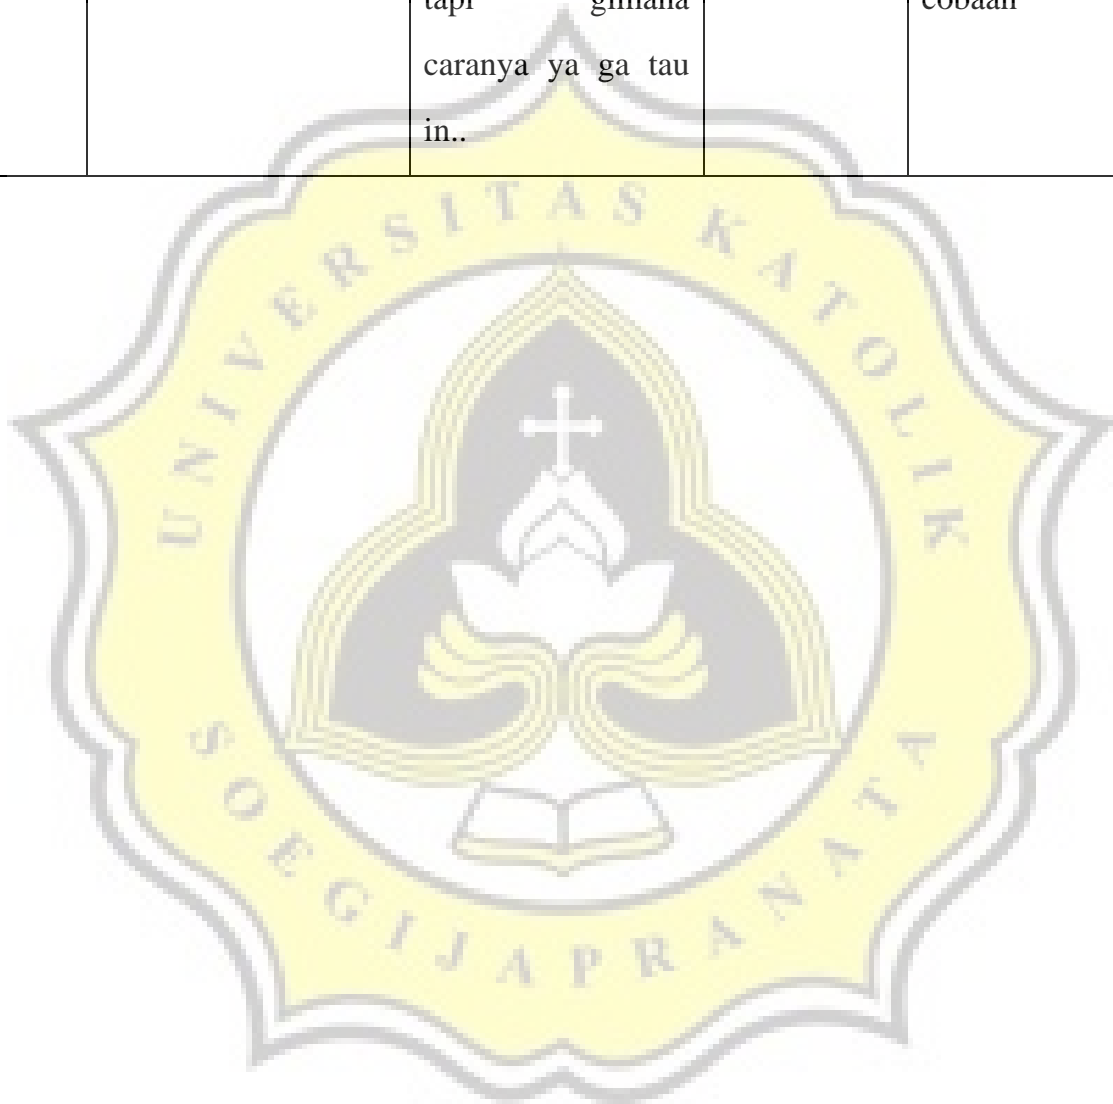 tapi gimana cobaan
caranya ya ga tau
in..
UNIVERSITAS KATOLIK
SOEGIJAPRANATA